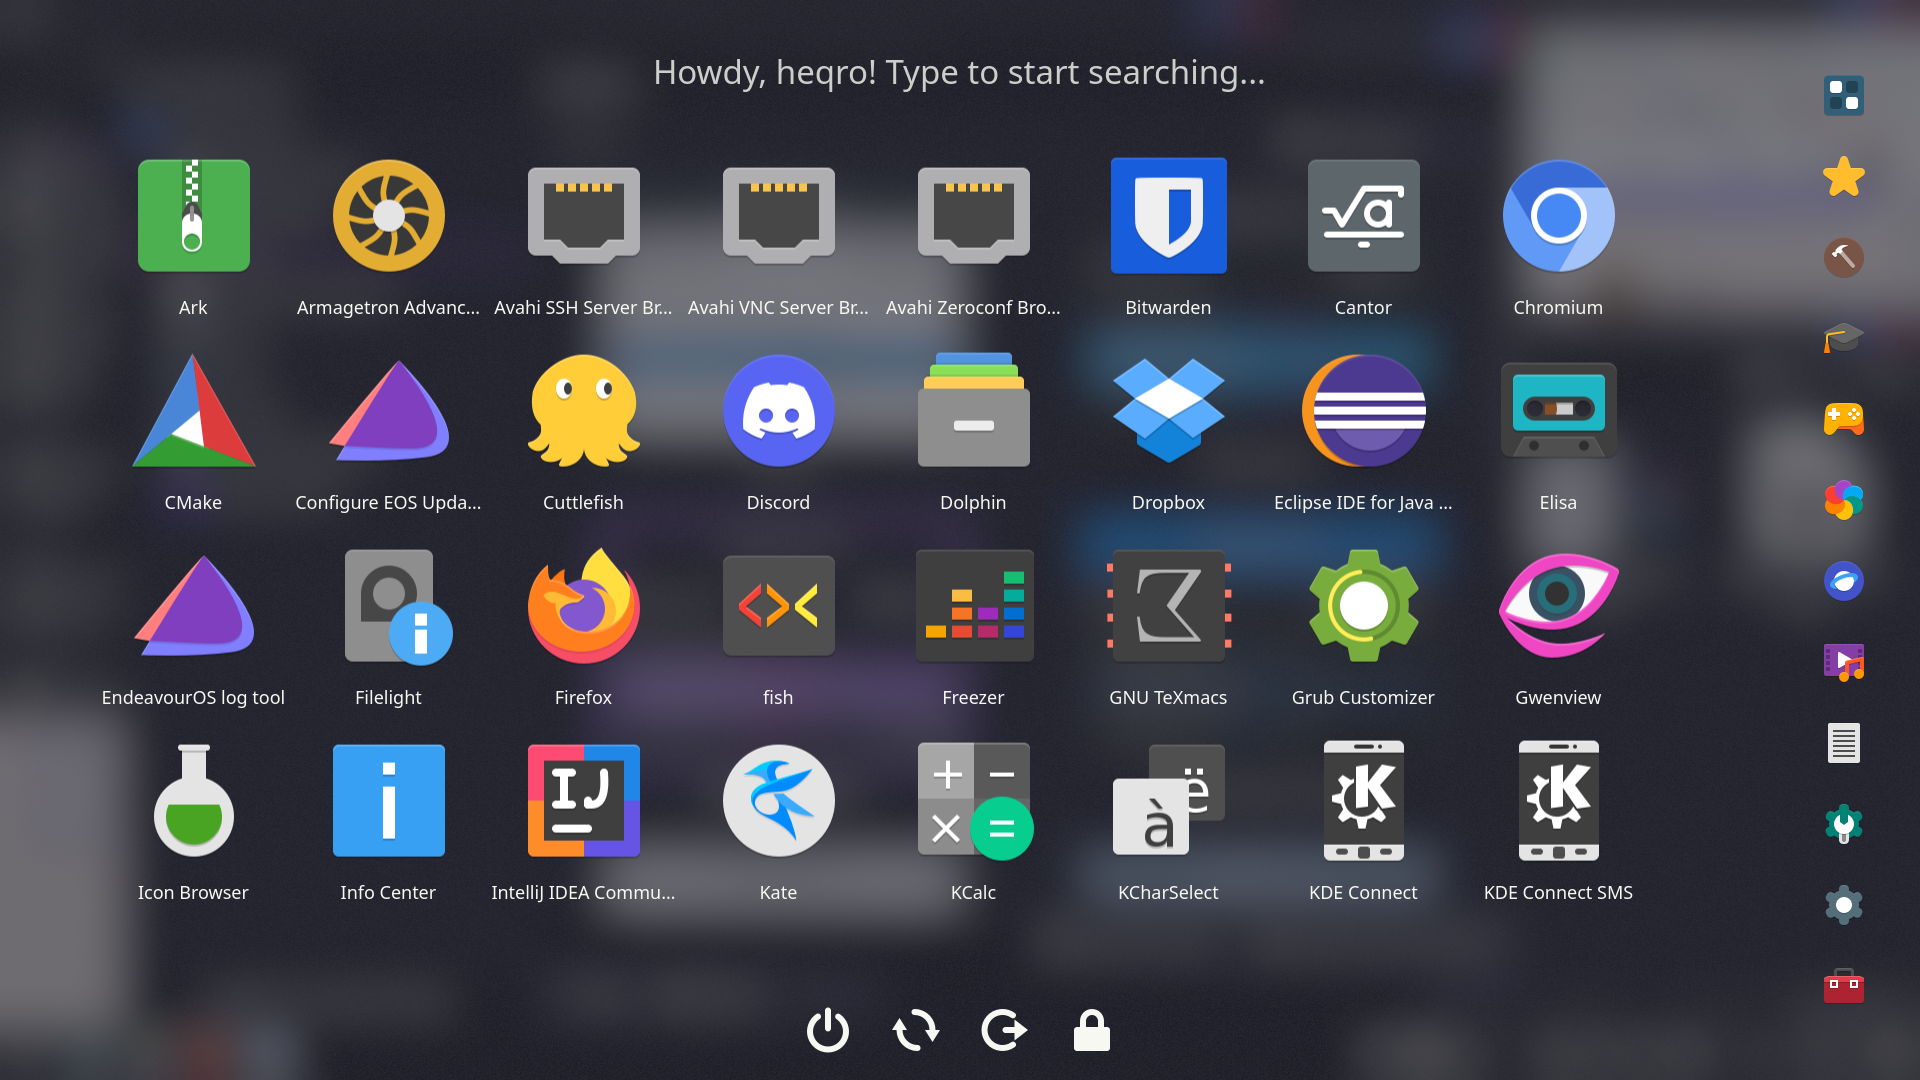 Howdy, heqro! Type to start searching...
Ark
Armagetron Advanc...
Avahi SSH Server Br...
Avahi VNC Server Br...
Avahi Zeroconf Bro...
Bitwarden
Cantor
Chromium
CMake
Configure EOS Upda...
Cuttlefish
Discord
Dolphin
Dropbox
Eclipse IDE for Java ...
Elisa
EndeavourOS log tool
Filelight
Firefox
fish
Freezer
GNU TeXmacs
Grub Customizer
Gwenview
Icon Browser
Info Center
IntelliJ IDEA Commu...
Kate
KCalc
KCharSelect
KDE Connect
KDE Connect SMS